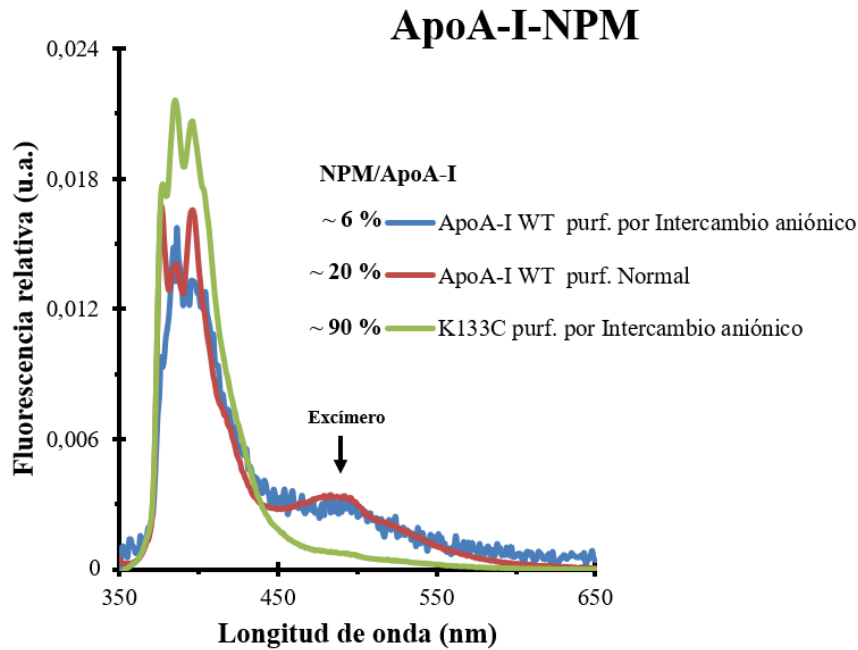 ApoA-I-NPM
0,024
0,018
0,012
0,006
0
Fluorescencia relativa (u.a.)
NPM/ApoA-I
~ 6 % ApoA-I WT purf. por Intercambio aniónico
~ 20 % ApoA-I WT purf. Normal
~ 90 % K133C purf. por Intercambio aniónico
Excímero
350 450 550 650
Longitud de onda (nm)